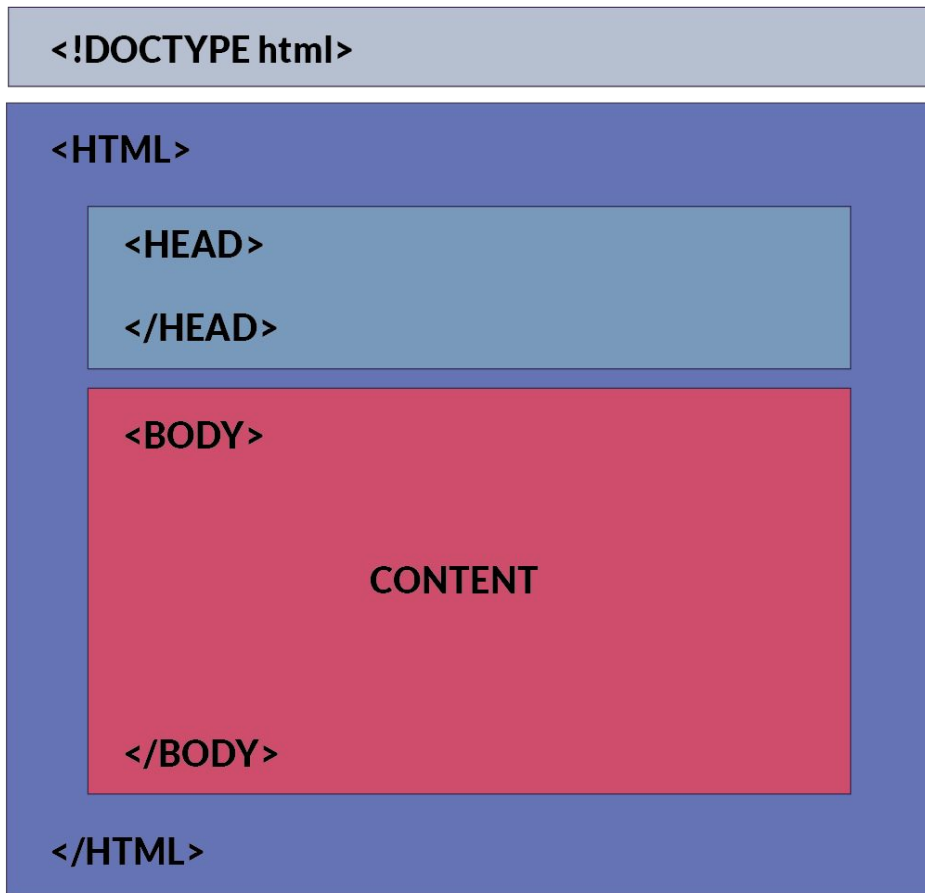 <!DOCTYPE html>
<HTML>
<HEAD>
</HEAD>
<BODY>
CONTENT
</BODY>
</HTML>